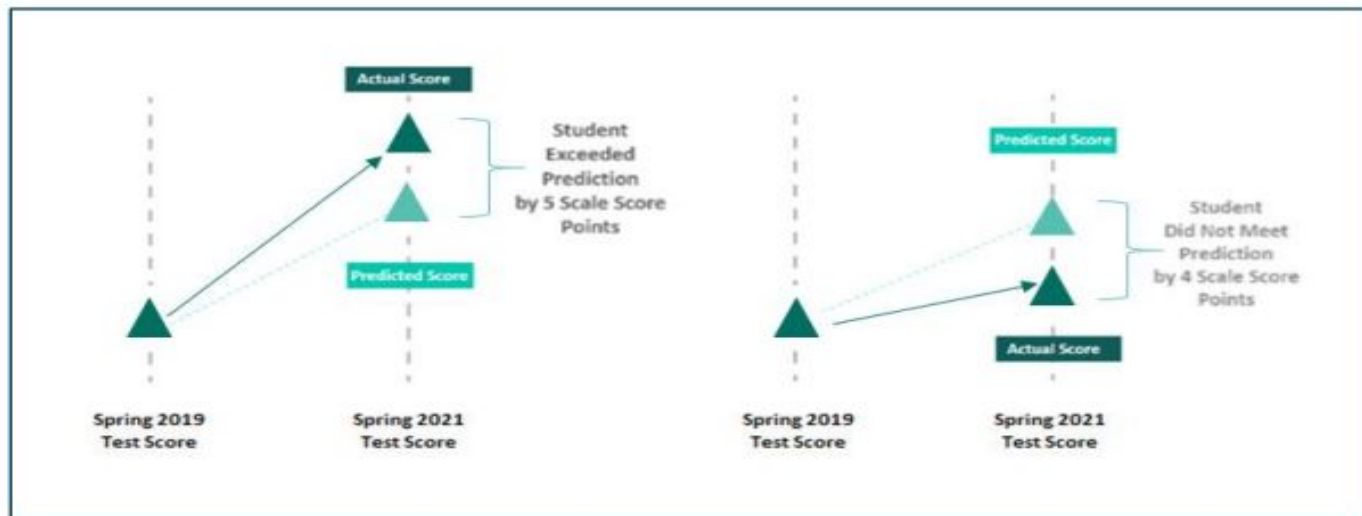 Actual Score
Student
Exceeded
Prediction
by 5 Scale Score
Points
Predicted Score
Spring 2019
Test Score
Spring 2021
Test Score
Predicted Score
Student
Did Not Meet
Prediction
by 4 Scale Score
Points
Actual Score
Spring 2019
Test Score
Spring 2021
Test Score